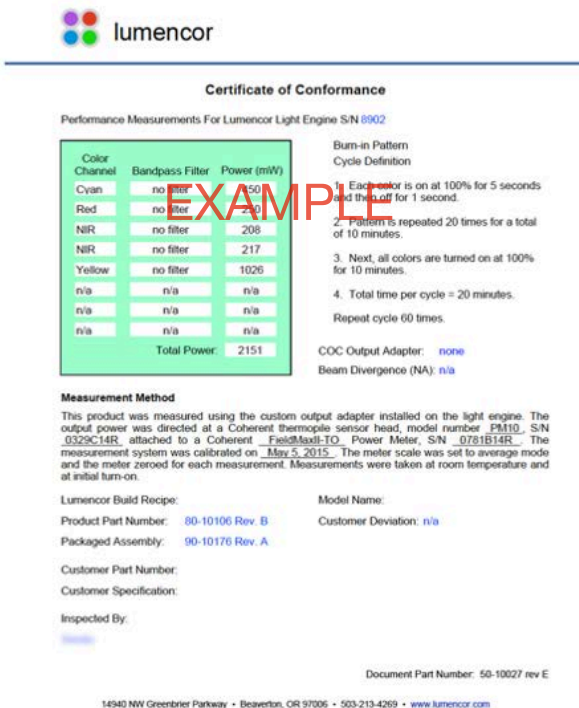 lumencor
Certificate of Conformance
Performance Measurements For Lumencor Light Engine S/N 8902
Color
Channel Bandpass Filter Power (mW)
Cyan no filter 450
Red no filter 250
NIR no filter 208
NIR no filter 217
Yellow no filter 1026
n/a n/a n/a
n/a n/a n/a
n/a n/a n/a
Total Power: 2151
EXAMPLE
Burn-in Pattern
Cycle Definition
1. Each color is on at 100% for 5 seconds
and then off for 1 second.
2. Pattern is repeated 20 times for a total
of 10 minutes.
3. Next, all colors are turned on at 100%
for 10 minutes.
4. Total time per cycle = 20 minutes.
Repeat cycle 60 times.
COC Output Adapter: none
Beam Divergence (NA): n/a
Measurement Method
This product was measured using the custom output adapter installed on the light engine. The
output power was directed at a Coherent thermopile sensor head, model number PM10, S/N
0329C14R attached to a Coherent FieldMaxII-TO Power Meter, S/N 0781B14R. The
measurement system was calibrated on May 5, 2015. The meter scale was set to average mode
and the meter zeroed for each measurement. Measurements were taken at room temperature and
at initial turn-on.
Lumencor Build Recipe: Model Name:
Product Part Number: 80-10106 Rev. B Customer Deviation: n/a
Packaged Assembly: 90-10176 Rev. A
Customer Part Number:
Customer Specification:
Inspected By:
Document Part Number: 50-10027 rev E
14940 NW Greenbrier Parkway • Beaverton, OR 97006 • 503-213-4269 • www.lumencor.com